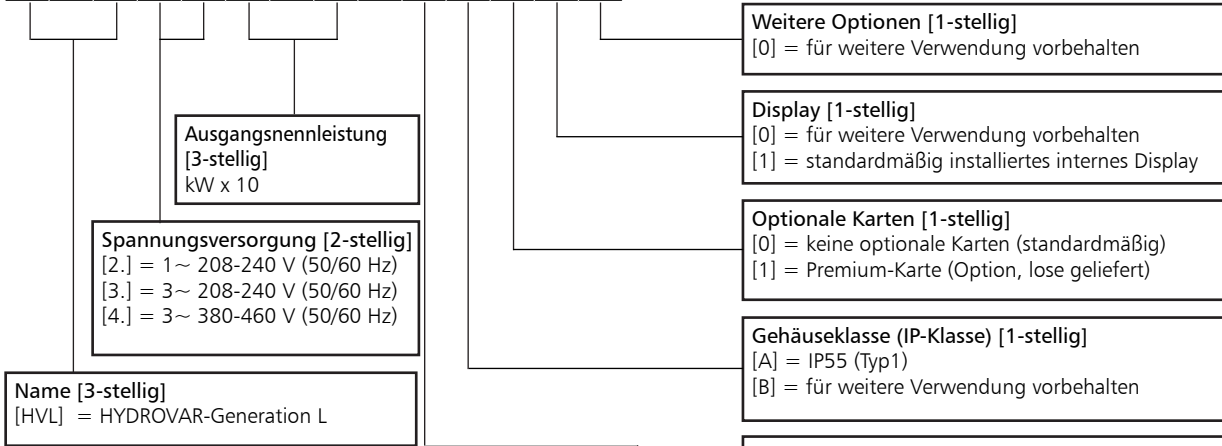 Weitere Optionen [1-stellig]
[0] = für weitere Verwendung vorbehalten
Display [1-stellig]
[0] = für weitere Verwendung vorbehalten
[1] = standardmäßig installiertes internes Display
Ausgangsnennleistung
[3-stellig]
kW x 10
Optionale Karten [1-stellig]
[0] = keine optionale Karten (standardmäßig)
[1] = Premium-Karte (Option, lose geliefert)
Spannungsversorgung [2-stellig]
[2.] = 1~ 208-240 V (50/60 Hz)
[3.] = 3~ 208-240 V (50/60 Hz)
[4.] = 3~ 380-460 V (50/60 Hz)
Gehäuseklasse (IP-Klasse) [1-stellig]
[A] = IP55 (Typ1)
[B] = für weitere Verwendung vorbehalten
Name [3-stellig]
[HVL] = HYDROVAR-Generation L